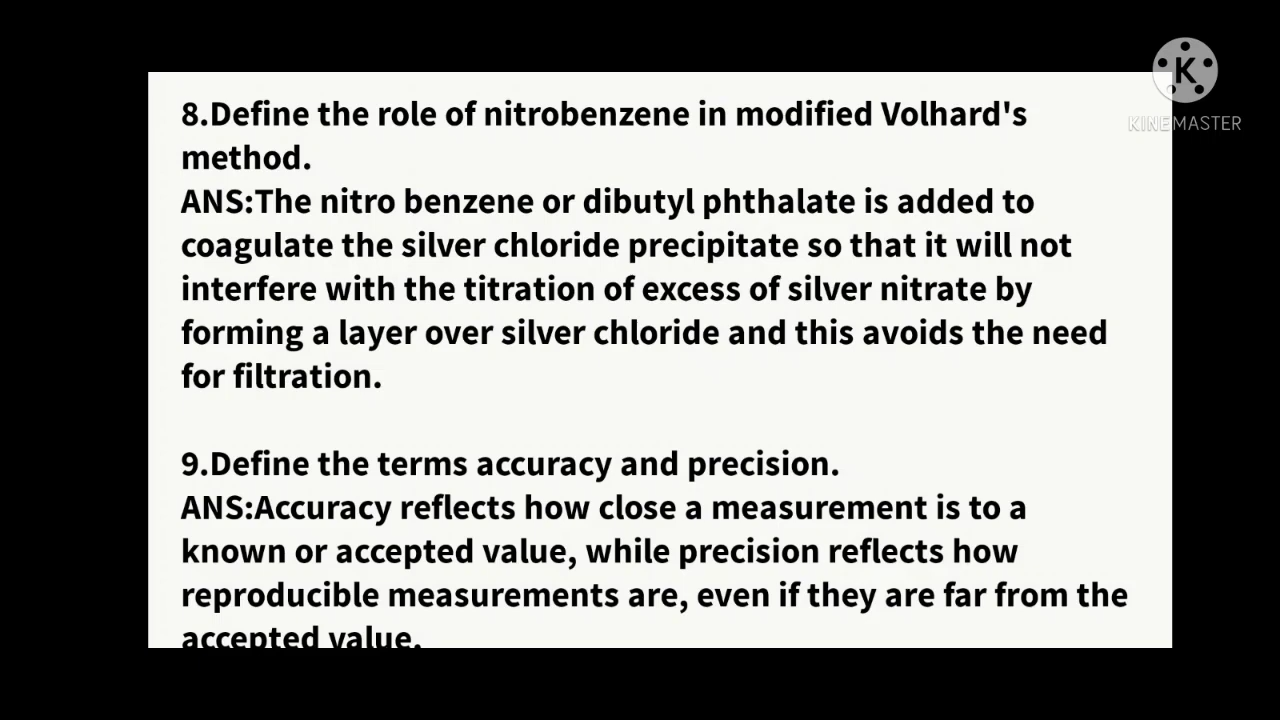 8.Define the role of nitrobenzene in modified Volhard's
method.
ANS:The nitro benzene or dibutyl phthalate is added to
coagulate the silver chloride precipitate so that it will not
interfere with the titration of excess of silver nitrate by
forming a layer over silver chloride and this avoids the need
for filtration.
9.Define the terms accuracy and precision.
ANS:Accuracy reflects how close a measurement is to a
known or accepted value, while precision reflects how
reproducible measurements are, even if they are far from the
accepted value.
K
KINEMASTER